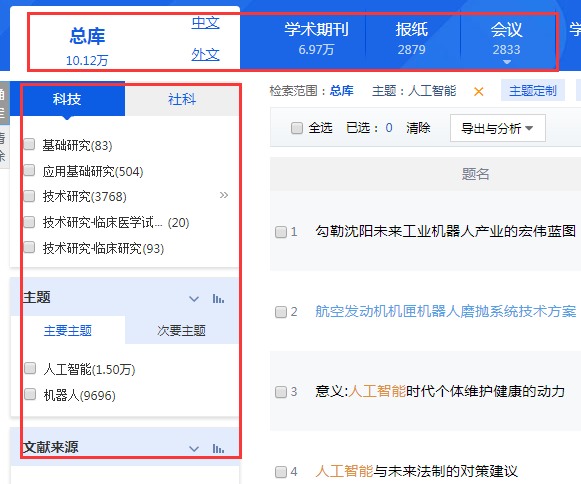 总库
10.12万
中文
外文
学术期刊
6.97万
报纸
2879
会议
2833
学
除
科技
社科
基础研究(83)
应用基础研究(504)
技术研究(3768)
»
技术研究-临床医学试... (20)
技术研究-临床研究(93)
主题
主要主题
次要主题
人工智能(1.50万)
机器人(9696)
文献来源
检索范围：总库 主题：人工智能 × 主题定制
全选 已选：0 清除 导出与分析
题名
1 勾勒沈阳未来工业机器人产业的宏伟蓝图
2 航空发动机机匣机器人磨抛系统技术方案
3 意义:人工智能时代个体维护健康的动力
4 人工智能与未来法制的对策建议